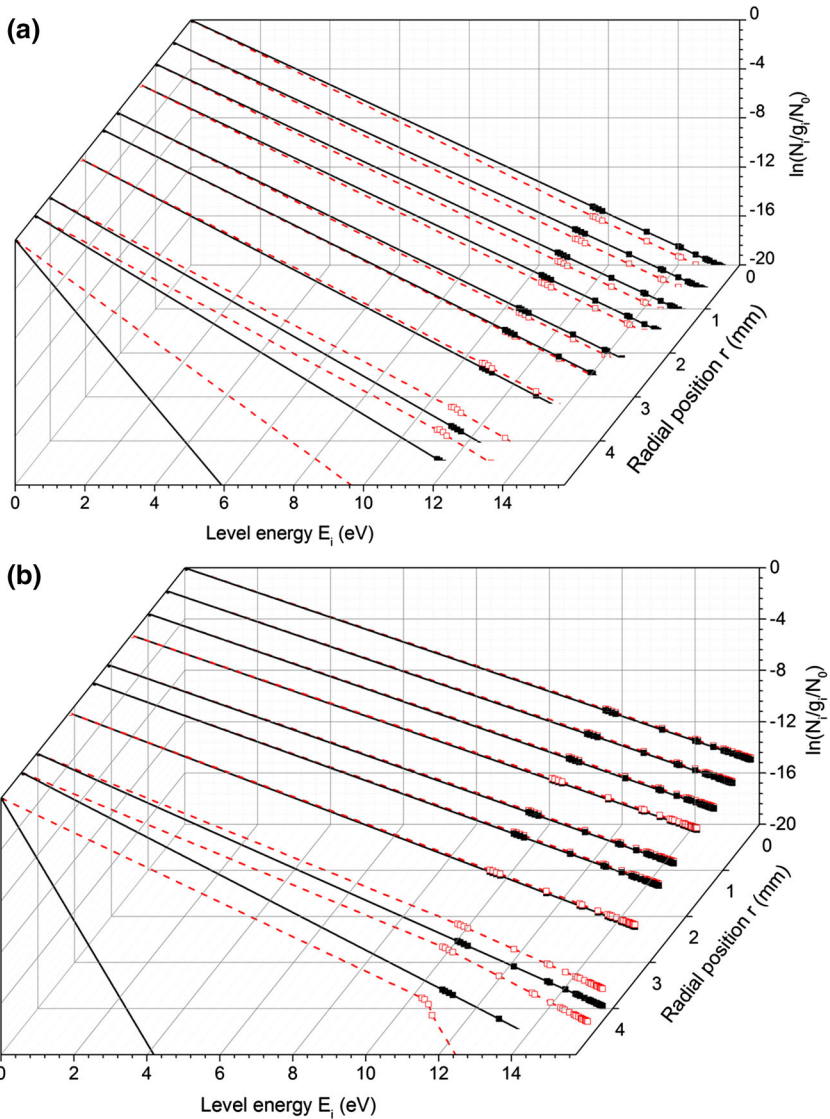 (a)
0
-4
-8
-12
-16
-20
ln(N_i/g_i/N_0)
0
1
2
3
4
Radial position r (mm)
0 2 4 6 8 10 12 14
Level energy E_i (eV)
(b)
0
-4
-8
-12
-16
-20
ln(N_i/g_i/N_0)
0
1
2
3
4
Radial position r (mm)
0 2 4 6 8 10 12 14
Level energy E_i (eV)